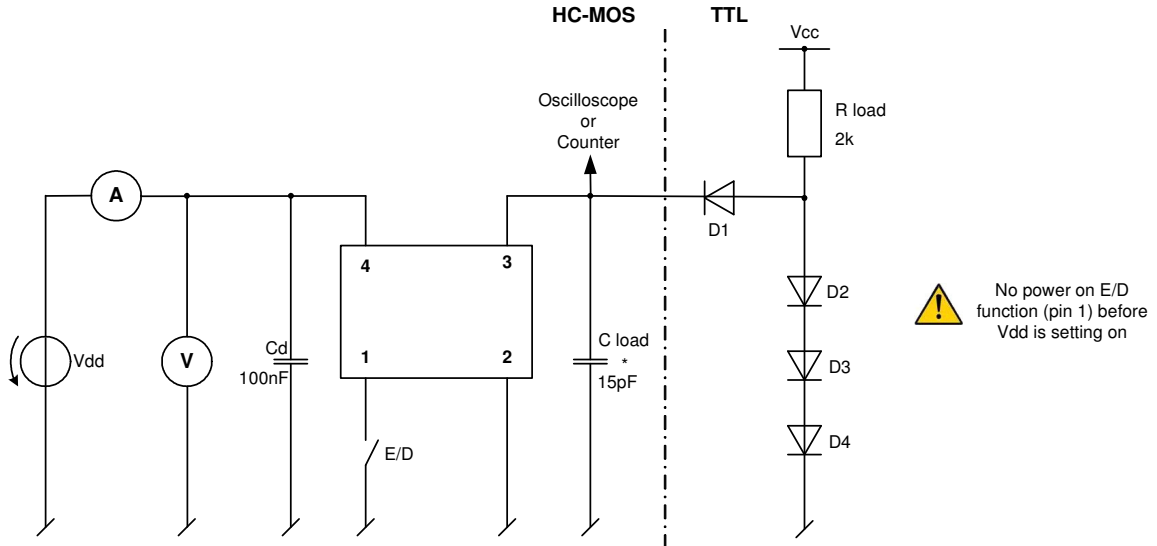 HC-MOS
TTL
Vcc
Oscilloscope
or
Counter
R load
2k
A
D1
4
3
D2
No power on E/D
function (pin 1) before
Vdd is setting on
Vdd
V
Cd
100nF
1
2
C load
*
15pF
D3
D4
E/D